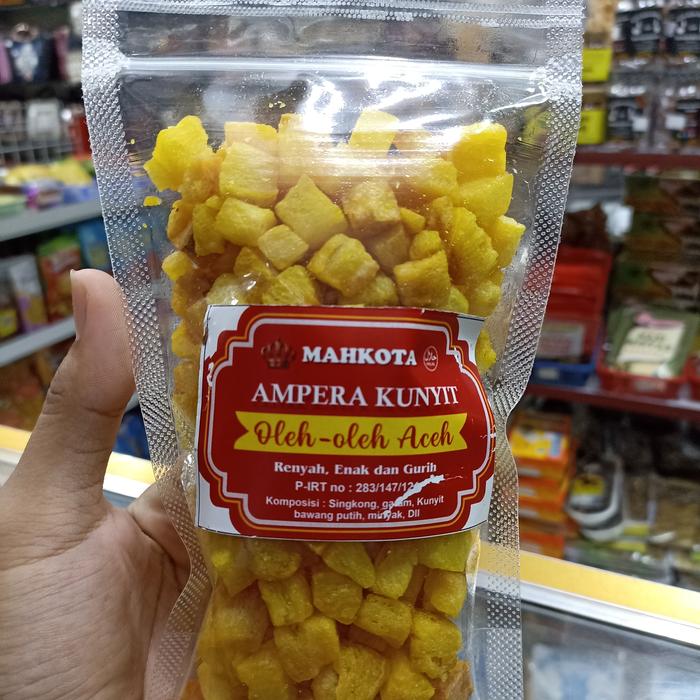 MAHKOTA
AMPERA KUNYIT
Oleh-oleh Aceh
Renyah, Enak dan Gurih
P-IRT no : 283/147/12
Komposisi : Singkong, garam, Kunyit
bawang putih, minyak, Dll